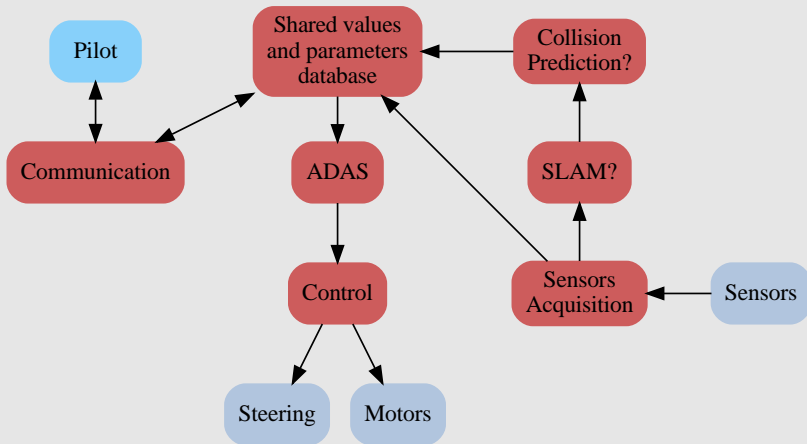 Pilot
Shared values
and parameters
database
Collision
Prediction?
Communication
ADAS
SLAM?
Control
Sensors
Acquisition
Sensors
Steering
Motors